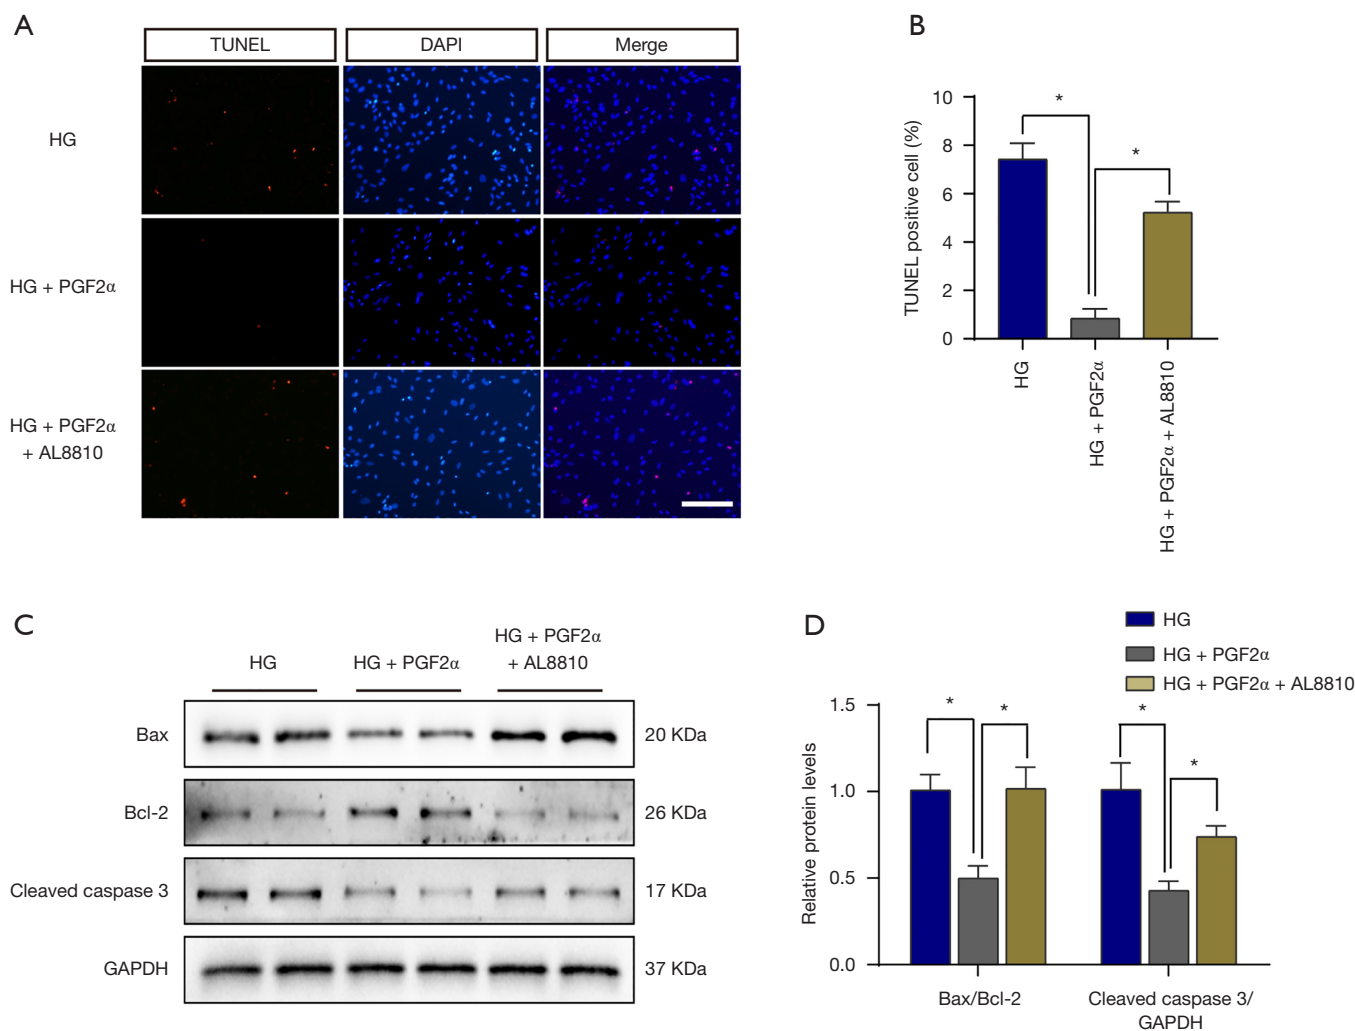 A
TUNEL
DAPI
Merge
HG
HG + PGF2α
HG + PGF2α
+ AL8810
B
10
8
6
4
2
0
TUNEL positive cell (%)
*
*
HG
HG + PGF2α
HG + PGF2α + AL8810
C
HG
HG + PGF2α
HG + PGF2α
+ AL8810
Bax
20 KDa
Bcl-2
26 KDa
Cleaved caspase 3
17 KDa
GAPDH
37 KDa
D
HG
HG + PGF2α
HG + PGF2α + AL8810
1.5
1.0
0.5
0.0
Relative protein levels
*
*
*
*
Bax/Bcl-2
Cleaved caspase 3/
GAPDH